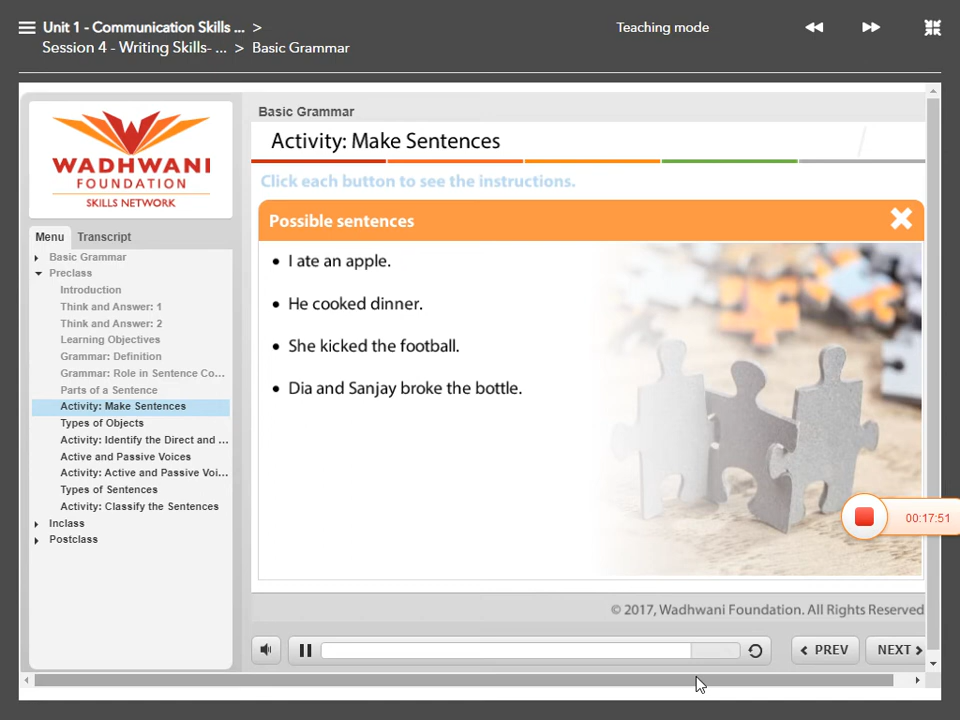 Unit 1 - Communication Skills ... >
Teaching mode
Session 4 - Writing Skills- ... > Basic Grammar
WADHWANI
FOUNDATION
SKILLS NETWORK
Menu
Transcript
Basic Grammar
Preclass
Introduction
Think and Answer: 1
Think and Answer: 2
Learning Objectives
Grammar: Definition
Grammar: Role in Sentence Co...
Parts of a Sentence
Activity: Make Sentences
Types of Objects
Activity: Identify the Direct and ...
Active and Passive Voices
Activity: Active and Passive Voi...
Types of Sentences
Activity: Classify the Sentences
Inclass
Postclass
Basic Grammar
Activity: Make Sentences
Click each button to see the instructions.
Possible sentences
• I ate an apple.
• He cooked dinner.
• She kicked the football.
• Dia and Sanjay broke the bottle.
00:17:51
© 2017, Wadhwani Foundation. All Rights Reserved
PREV
NEXT